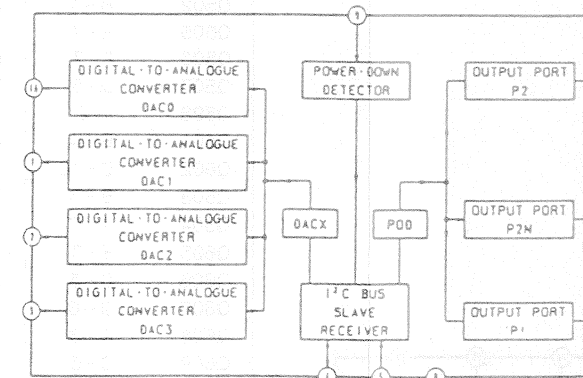 9
DIGITAL-TO-ANALOGUE
CONVERTER
DAC0
POWER-DOWN
DETECTOR
OUTPUT PORT
P2
1
DIGITAL-TO-ANALOGUE
CONVERTER
DAC1
DIGITAL-TO-ANALOGUE
CONVERTER
DAC2
DACX
POD
OUTPUT PORT
P2N
DIGITAL-TO-ANALOGUE
CONVERTER
DAC3
I²C BUS
SLAVE
RECEIVER
OUTPUT PORT
P1